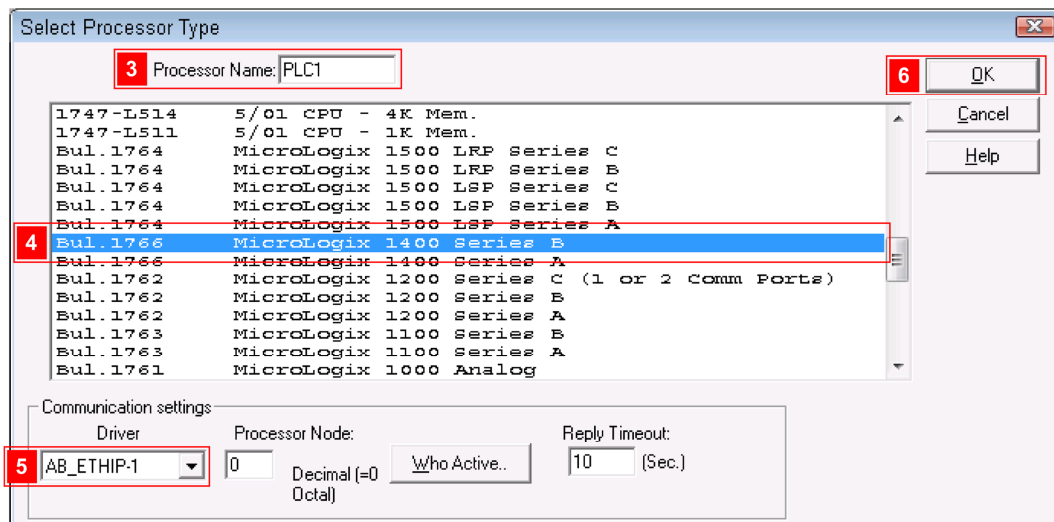 Select Processor Type
3 Processor Name: PLC1
6 OK
1747-L514 5/01 CPU - 4K Mem.
1747-L511 5/01 CPU - 1K Mem.
Bul.1764 MicroLogix 1500 LRP Series C
Bul.1764 MicroLogix 1500 LRP Series B
Bul.1764 MicroLogix 1500 LSP Series C
Bul.1764 MicroLogix 1500 LSP Series B
Bul.1764 MicroLogix 1500 LSP Series A
4 Bul.1766 MicroLogix 1400 Series B
Bul.1766 MicroLogix 1400 Series A
Bul.1762 MicroLogix 1200 Series C (1 or 2 Comm Ports)
Bul.1762 MicroLogix 1200 Series B
Bul.1762 MicroLogix 1200 Series A
Bul.1763 MicroLogix 1100 Series B
Bul.1763 MicroLogix 1100 Series A
Bul.1761 MicroLogix 1000 Analog
Cancel
Help
Communication settings
Driver
5 AB_ETHIP-1
Processor Node:
0 Decimal (=0
Octal)
Who Active..
Reply Timeout:
10 (Sec.)